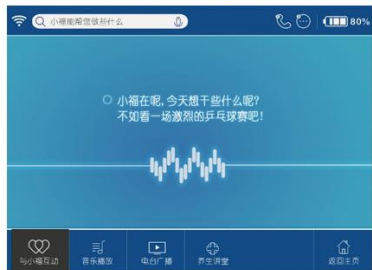 小福能帮您做些什么
80%
小福在呢,今天想干些什么呢?
不如看一场激烈的乒乓球赛吧!
与小福互动
音乐播放
电台广播
养生讲堂
返回主页